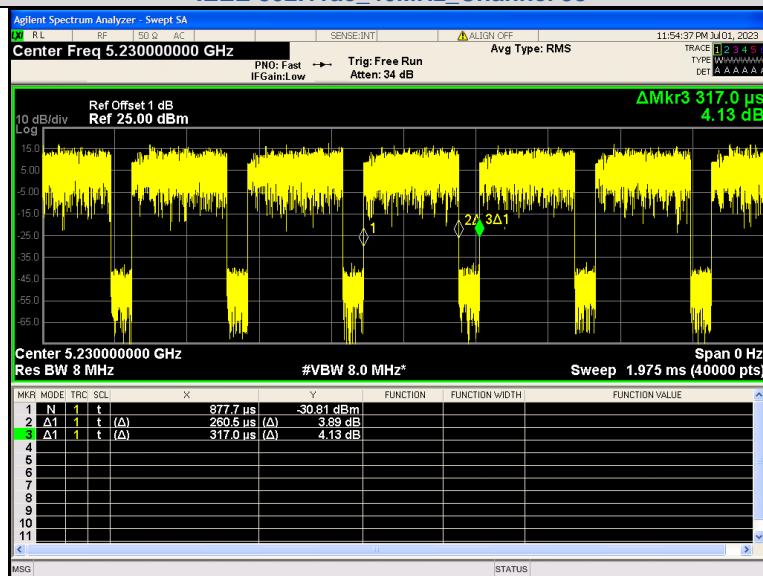 Agilent Spectrum Analyzer - Swept SA
LXI RL RF 50 Ω AC SENSE:INT ALIGN OFF 11:54:37 PM Jul 01, 2023
Center Freq 5.230000000 GHz Avg Type: RMS TRACE 1 2 3 4 5
PNO: Fast Trig: Free Run TYPE W
IFGain:Low Atten: 34 dB DET A A A A A
ΔMkr3 317.0 µs
Ref Offset 1 dB
10 dB/div Ref 25.00 dBm 4.13 dB
Log
15.0
5.00
-5.00
-15.0
2Δ 3Δ1
1
-25.0
-35.0
-45.0
-55.0
-65.0
Center 5.230000000 GHz Span 0 Hz
Res BW 8 MHz #VBW 8.0 MHz* Sweep 1.975 ms (40000 pts)
MKR MODE TRC SCL X Y FUNCTION FUNCTION WIDTH FUNCTION VALUE
1 N 1 t 877.7 µs -30.81 dBm
2 Δ1 1 t (Δ) 260.5 µs (Δ) 3.89 dB
3 Δ1 1 t (Δ) 317.0 µs (Δ) 4.13 dB
4
5
6
7
8
9
10
11
MSG STATUS